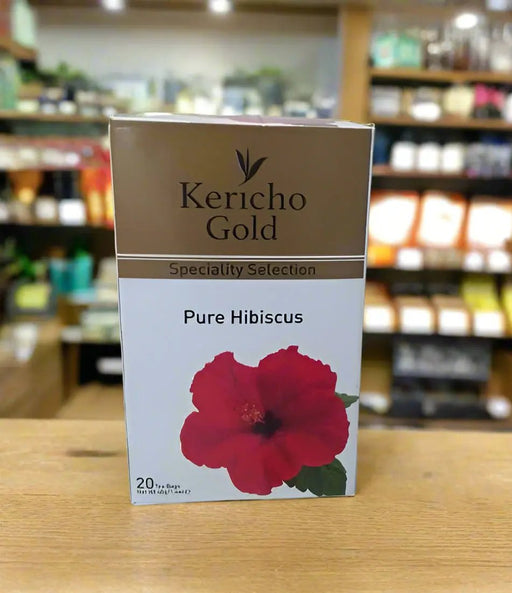 Kericho
Gold
Speciality Selection
Pure Hibiscus
20 Tea Bags